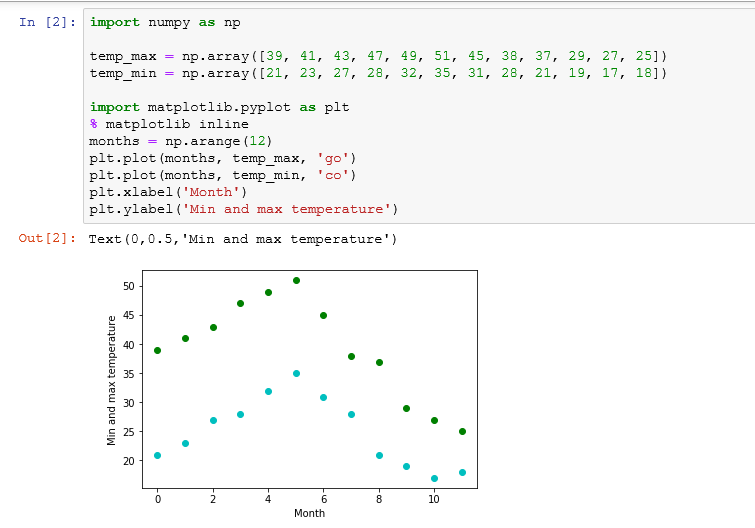 In [2]: import numpy as np
temp_max = np.array([39, 41, 43, 47, 49, 51, 45, 38, 37, 29, 27, 25])
temp_min = np.array([21, 23, 27, 28, 32, 35, 31, 28, 21, 19, 17, 18])
import matplotlib.pyplot as plt
% matplotlib inline
months = np.arange(12)
plt.plot(months, temp_max, 'go')
plt.plot(months, temp_min, 'co')
plt.xlabel('Month')
plt.ylabel('Min and max temperature')
Out[2]: Text(0,0.5,'Min and max temperature')
Min and max temperature
50
45
40
35
30
25
20
0 2 4 6 8 10
Month